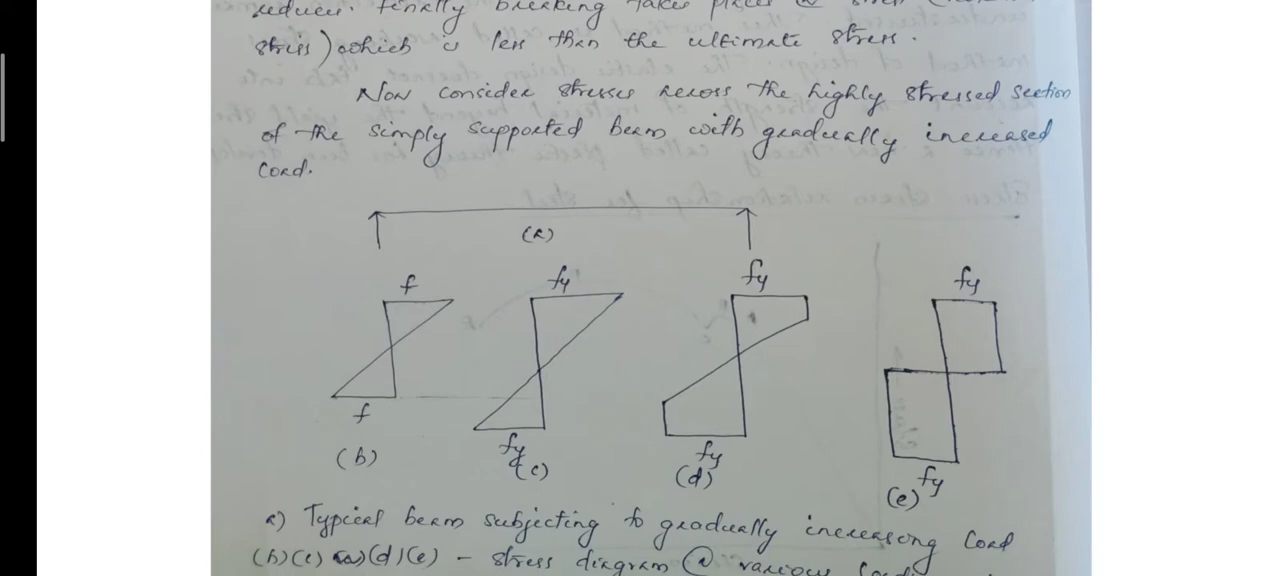 reduces. Finally breaking takes places @
stress) which is less than the ultimate stress.
Now consider stresses across the highly stressed section
of the simply supported beam with gradually increased
load.
(a)
f fy fy fy
f fy fy fy
(b) (c) (d) (e)
a) Typical beam subjecting to gradually increasing load
(b) (c) (d) (e) - stress diagram @ various